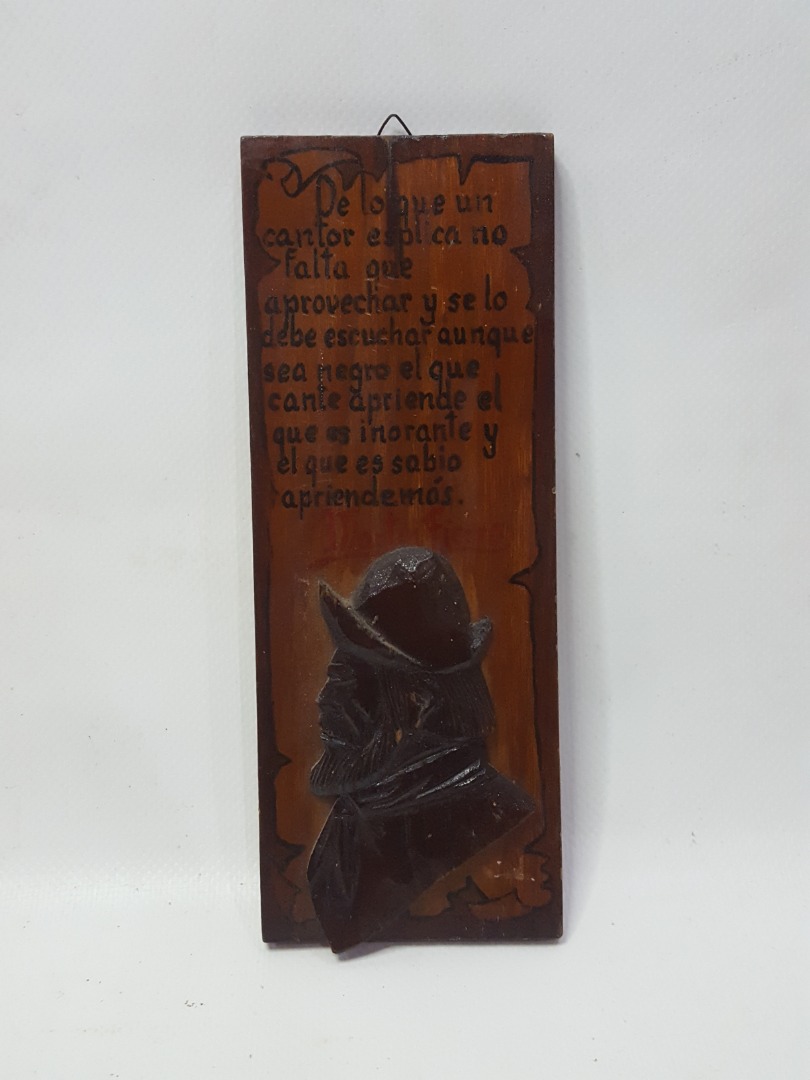 De lo que un
cantor esplica no
falta que
aprovechar y se lo
debe escuchar aunque
sea negro el que
cante apriende el
que es inorante y
el que es sabio
apriende más.